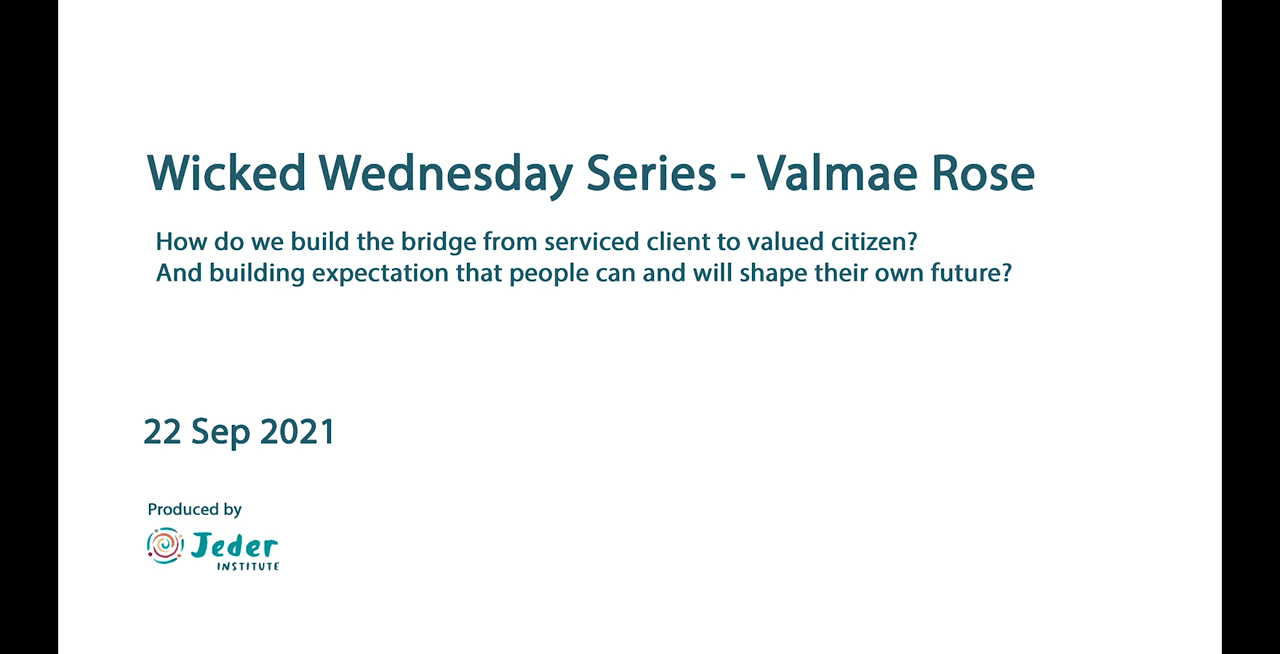 Wicked Wednesday Series - Valmae Rose
How do we build the bridge from serviced client to valued citizen?
And building expectation that people can and will shape their own future?
22 Sep 2021
Produced by
Jeder
INSTITUTE